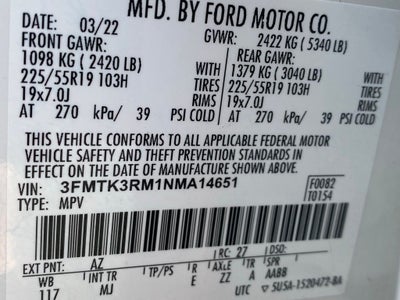 MFD. BY FORD MOTOR CO.
DATE: 03/22 GVWR: 2422 KG ( 5340 LB)
FRONT GAWR: REAR GAWR:
1098 KG ( 2420 LB) WITH 1379 KG ( 3040 LB) WITH
225/55R19 103H TIRES 225/55R19 103H TIRES
19x7.0J RIMS 19x7.0J RIMS
AT 270 kPa/ 39 PSI COLD AT 270 kPa/ 39 PSI COLD
THIS VEHICLE CONFORMS TO ALL APPLICABLE FEDERAL MOTOR
VEHICLE SAFETY AND THEFT PREVENTION STANDARDS IN
EFFECT ON THE DATE OF MANUFACTURE SHOWN ABOVE.
VIN: 3FMTK3RM1NMA14651 F0082
TYPE: MPV T0154
EXT PNT: AZ RC: 27 DSO:
WB INT TR TP/PS R AXLE TR AABB
117 MJ E ZZ A
UTC 5U5A-1520472-BA